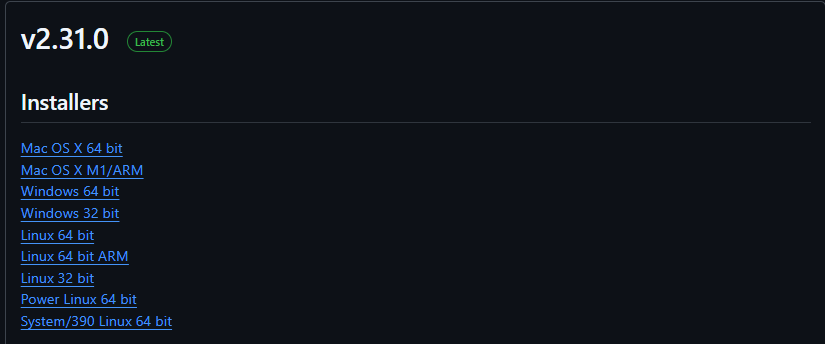 v2.31.0 Latest
Installers
Mac OS X 64 bit
Mac OS X M1/ARM
Windows 64 bit
Windows 32 bit
Linux 64 bit
Linux 64 bit ARM
Linux 32 bit
Power Linux 64 bit
System/390 Linux 64 bit